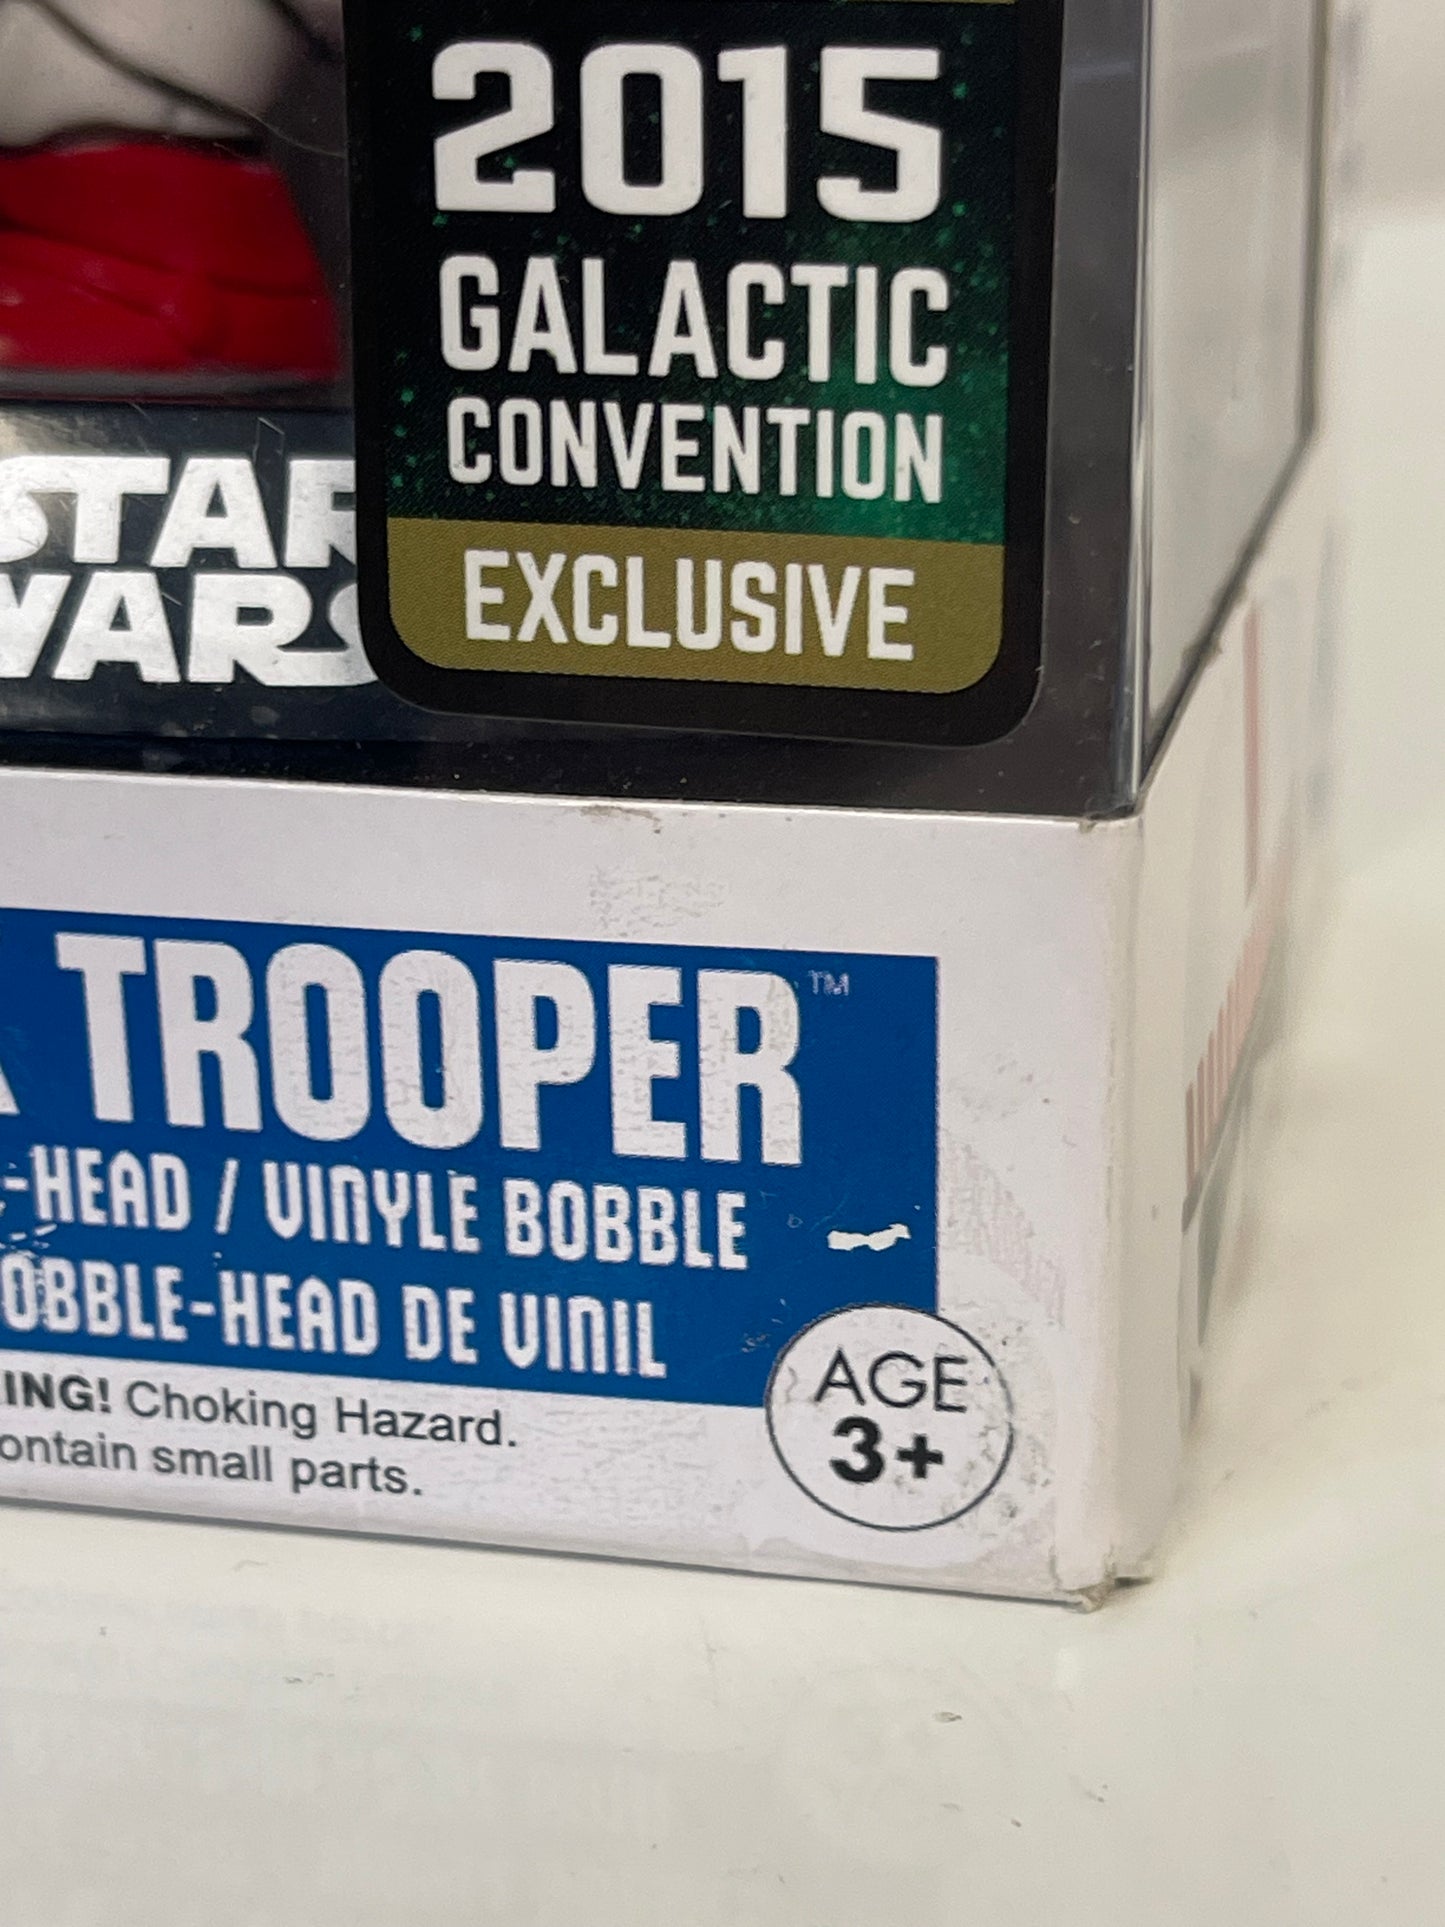 2015
GALACTIC
CONVENTION
EXCLUSIVE
STAR
WARS
TROOPER™
-HEAD / VINYLE BOBBLE
OBBLE-HEAD DE VINIL
ING! Choking Hazard.
ontain small parts.
AGE
3+